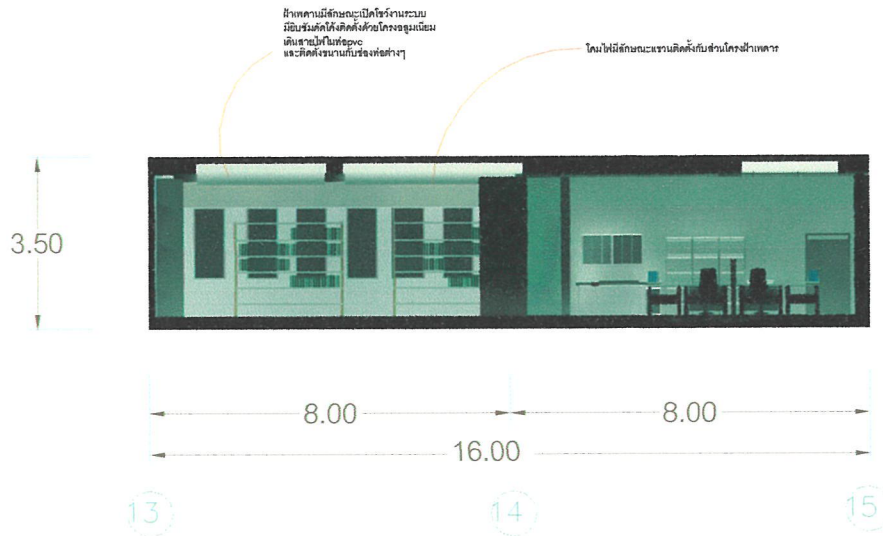 ฝ้าเพดานมีลักษณะเปิดโชว์งานระบบ
มียิบซัมดัดโค้งติดตั้งด้วยโครงอลูมเนียม
เดินสายไฟในท่อpvc
และติดตั้งขนานกับช่องท่อต่างๆ
โคมไฟมีลักษณะแขวนติดตั้งกับส่วนโครงฝ้าเพดาร
3.50
8.00
8.00
16.00
13
14
15